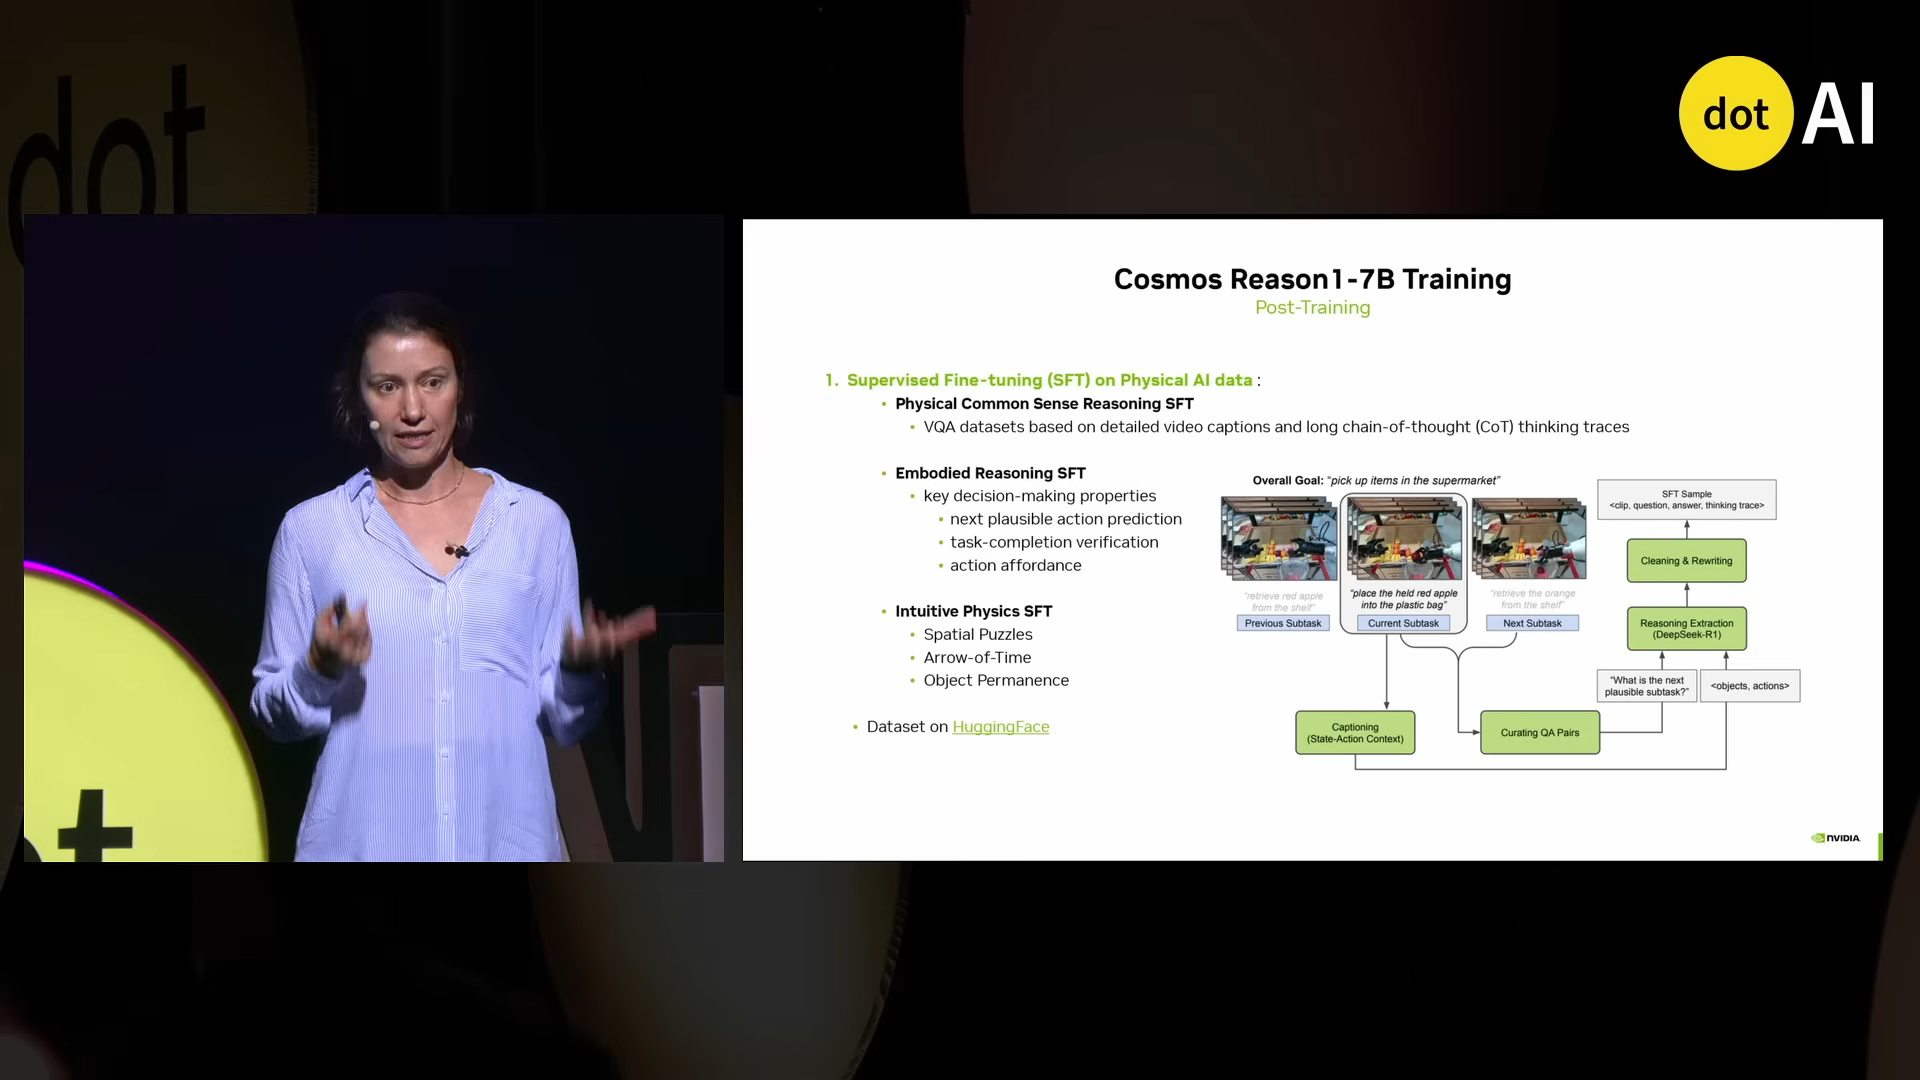 dot
dot AI
t
Cosmos Reason1-7B Training
Post-Training
1. Supervised Fine-tuning (SFT) on Physical AI data :
• Physical Common Sense Reasoning SFT
• VQA datasets based on detailed video captions and long chain-of-thought (CoT) thinking traces
• Embodied Reasoning SFT
• key decision-making properties
• next plausible action prediction
• task-completion verification
• action affordance
• Intuitive Physics SFT
• Spatial Puzzles
• Arrow-of-Time
• Object Permanence
• Dataset on HuggingFace
Overall Goal: "pick up items in the supermarket"
"retrieve red apple
from the shelf"
Previous Subtask
"place the held red apple
into the plastic bag"
Current Subtask
"retrieve the orange
from the shelf"
Next Subtask
SFT Sample
<clip, question, answer, thinking trace>
Cleaning & Rewriting
Reasoning Extraction
(DeepSeek-R1)
"What is the next
plausible subtask?"
<objects, actions>
Captioning
(State-Action Context)
Curating QA Pairs
NVIDIA